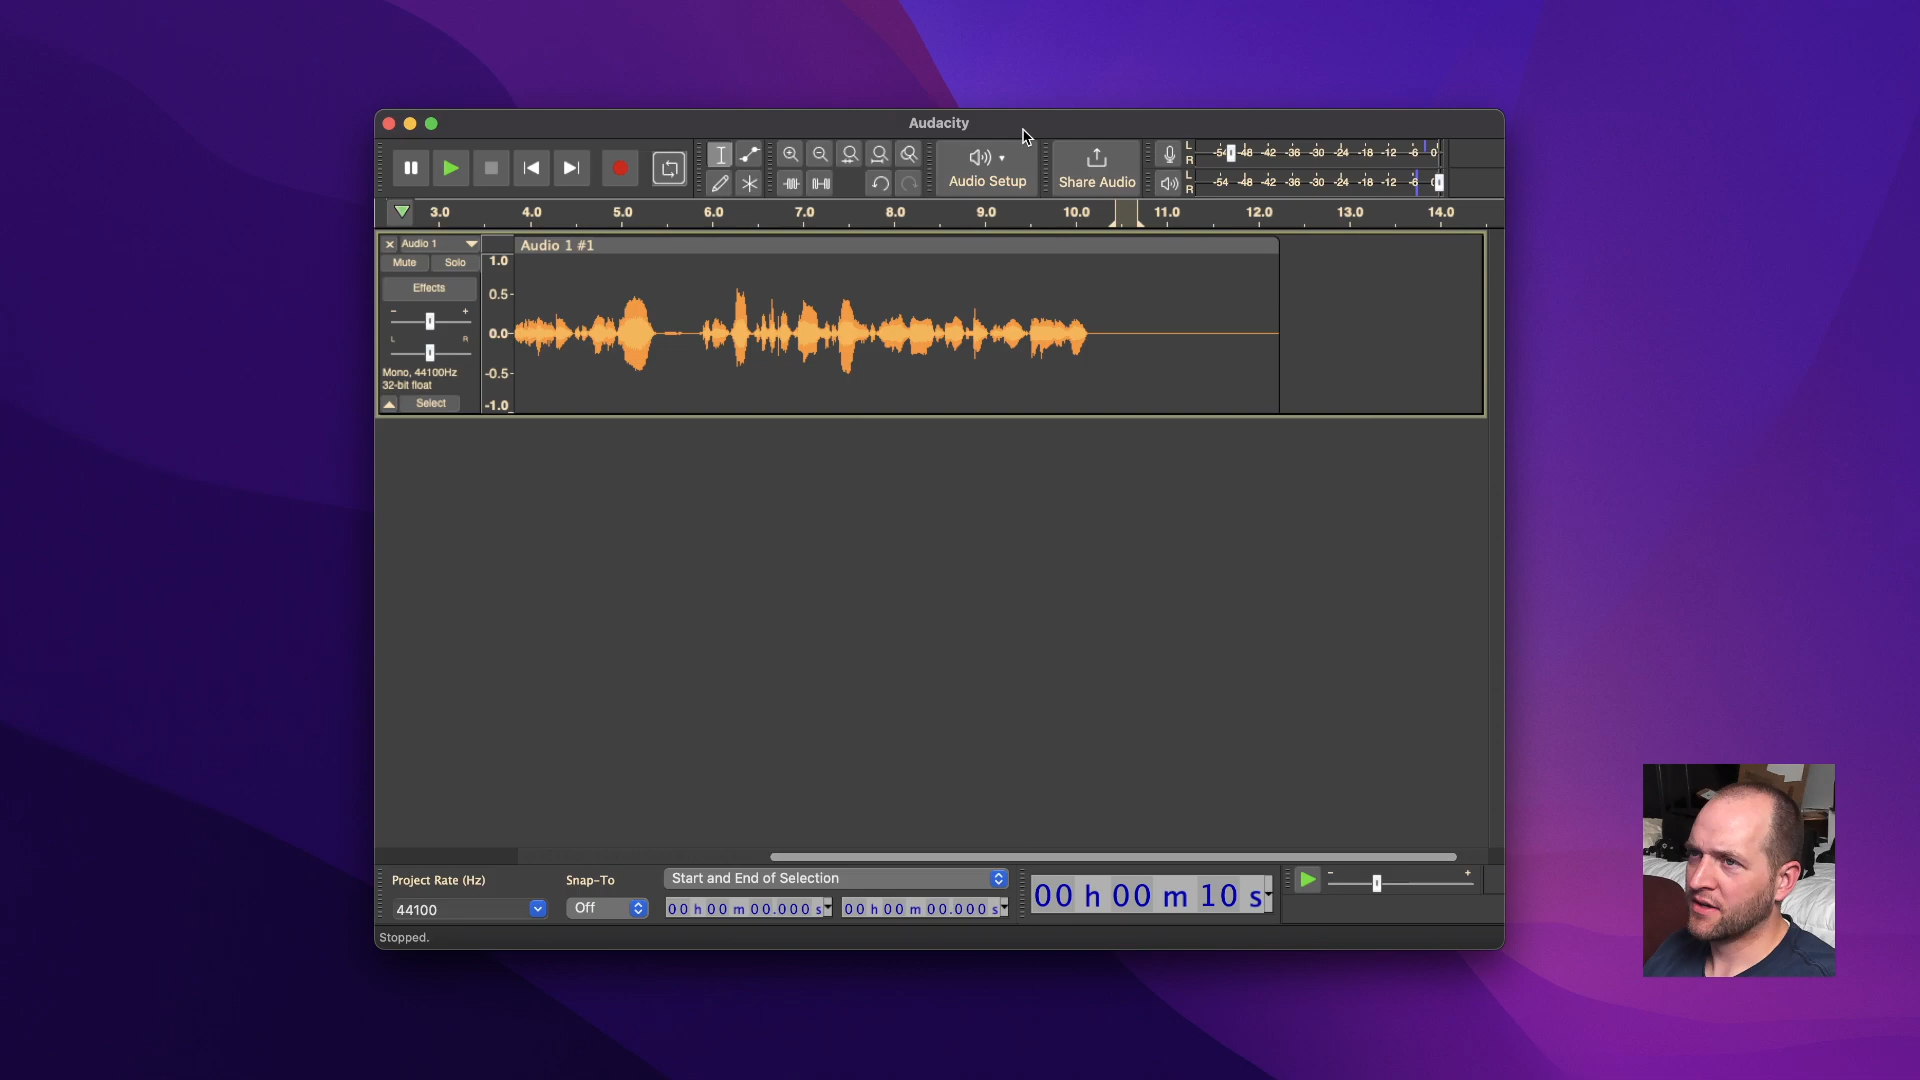 Audacity
Audio Setup
Share Audio
L
R
-54 -48 -42 -36 -30 -24 -18 -12 -6 0
L
R
-54 -48 -42 -36 -30 -24 -18 -12 -6
3.0 4.0 5.0 6.0 7.0 8.0 9.0 10.0 11.0 12.0 13.0 14.0
Audio 1
Audio 1 #1
Mute Solo
Effects
- +
L R
Mono, 44100Hz
32-bit float
Select
1.0
0.5-
0.0-
-0.5-
-1.0
Project Rate (Hz)
44100
Snap-To
Off
Start and End of Selection
00 h 00 m 00.000 s
00 h 00 m 00.000 s
00 h 00 m 10 s
- +
Stopped.